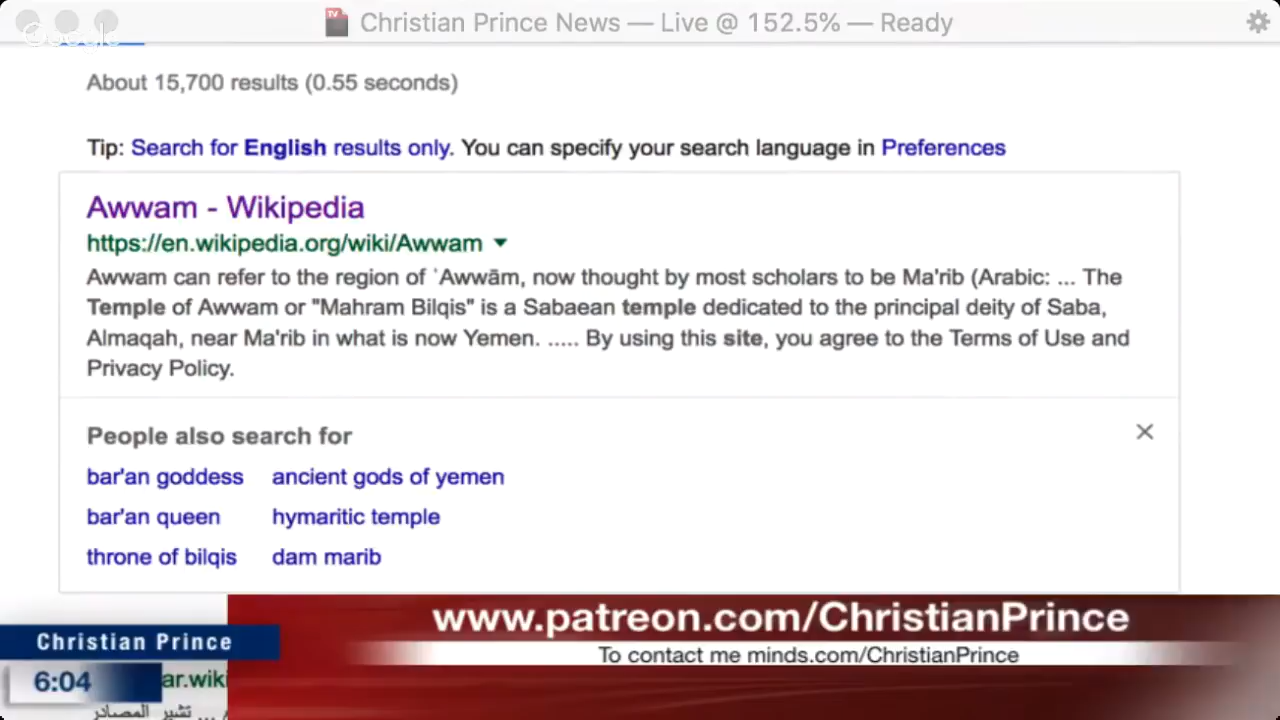 Christian Prince News — Live @ 152.5% — Ready
Google
About 15,700 results (0.55 seconds)
Tip: Search for English results only. You can specify your search language in Preferences
Awwam - Wikipedia
https://en.wikipedia.org/wiki/Awwam
Awwam can refer to the region of ʾAwwām, now thought by most scholars to be Ma'rib (Arabic: ... The
Temple of Awwam or "Mahram Bilqis" is a Sabaean temple dedicated to the principal deity of Saba,
Almaqah, near Ma'rib in what is now Yemen. ..... By using this site, you agree to the Terms of Use and
Privacy Policy.
People also search for
bar'an goddess ancient gods of yemen
bar'an queen hymaritic temple
throne of bilqis dam marib
www.patreon.com/ChristianPrince
Christian Prince
To contact me minds.com/ChristianPrince
6:04
ar.wiki
تشير المصادر ...